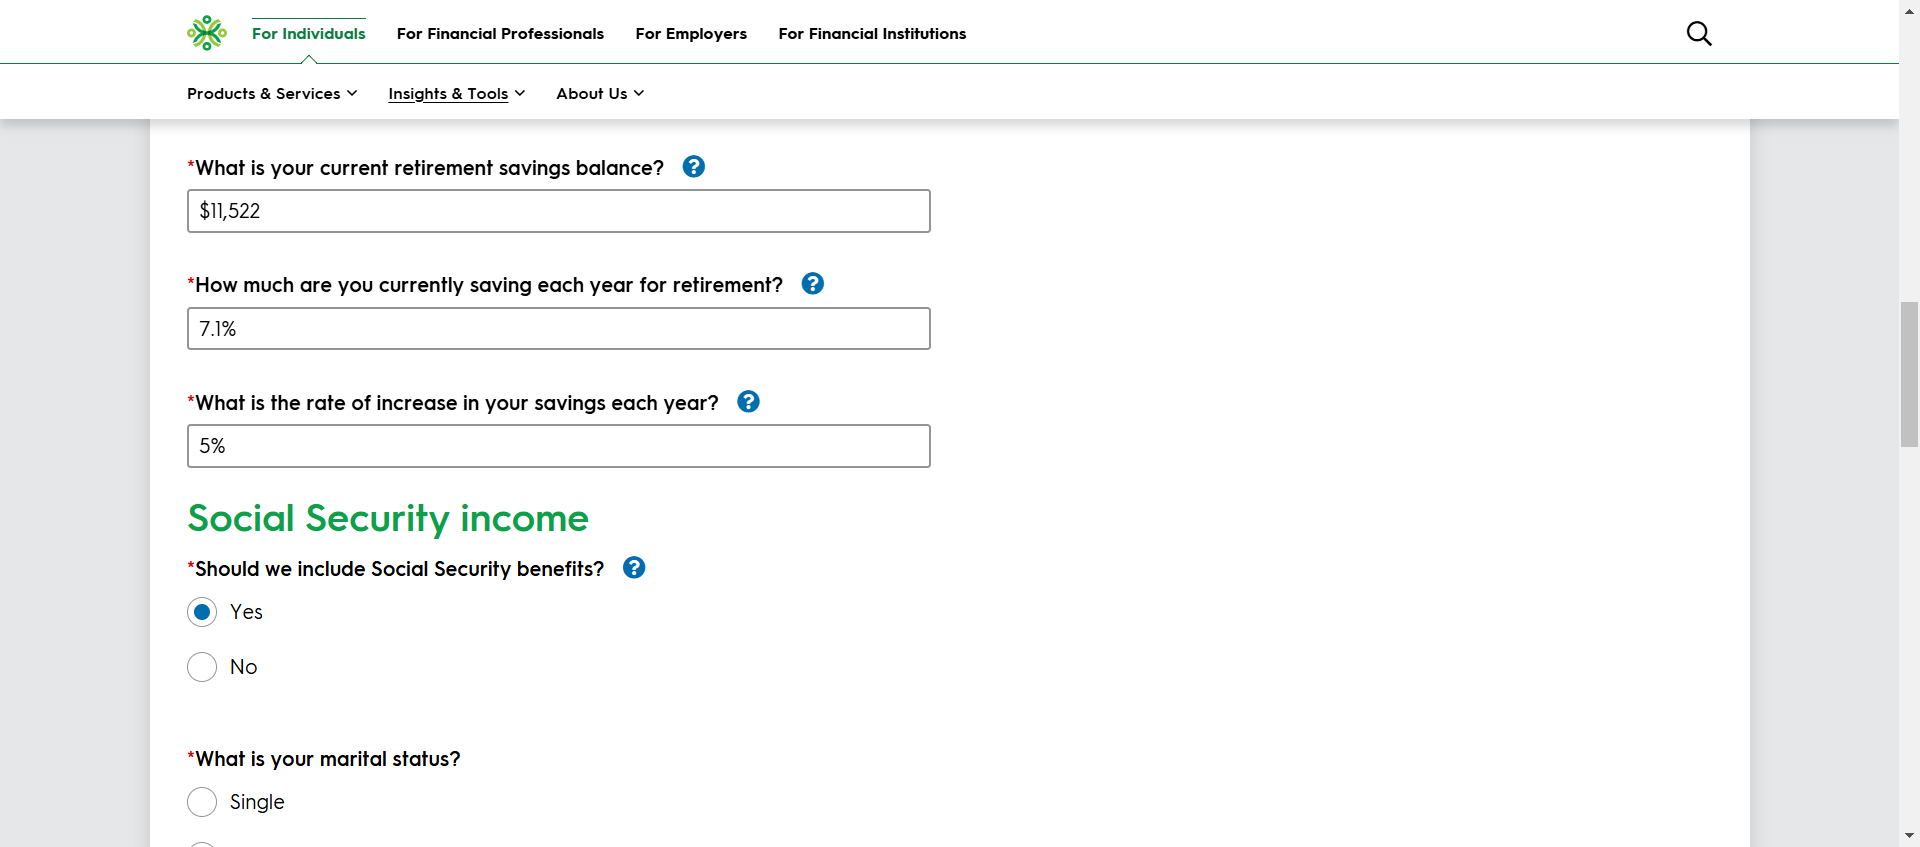 For Individuals For Financial Professionals For Employers For Financial Institutions
Products & Services Insights & Tools About Us
*What is your current retirement savings balance? ?
$11,522
*How much are you currently saving each year for retirement? ?
7.1%
*What is the rate of increase in your savings each year? ?
5%
Social Security income
*Should we include Social Security benefits? ?
Yes
No
*What is your marital status?
Single